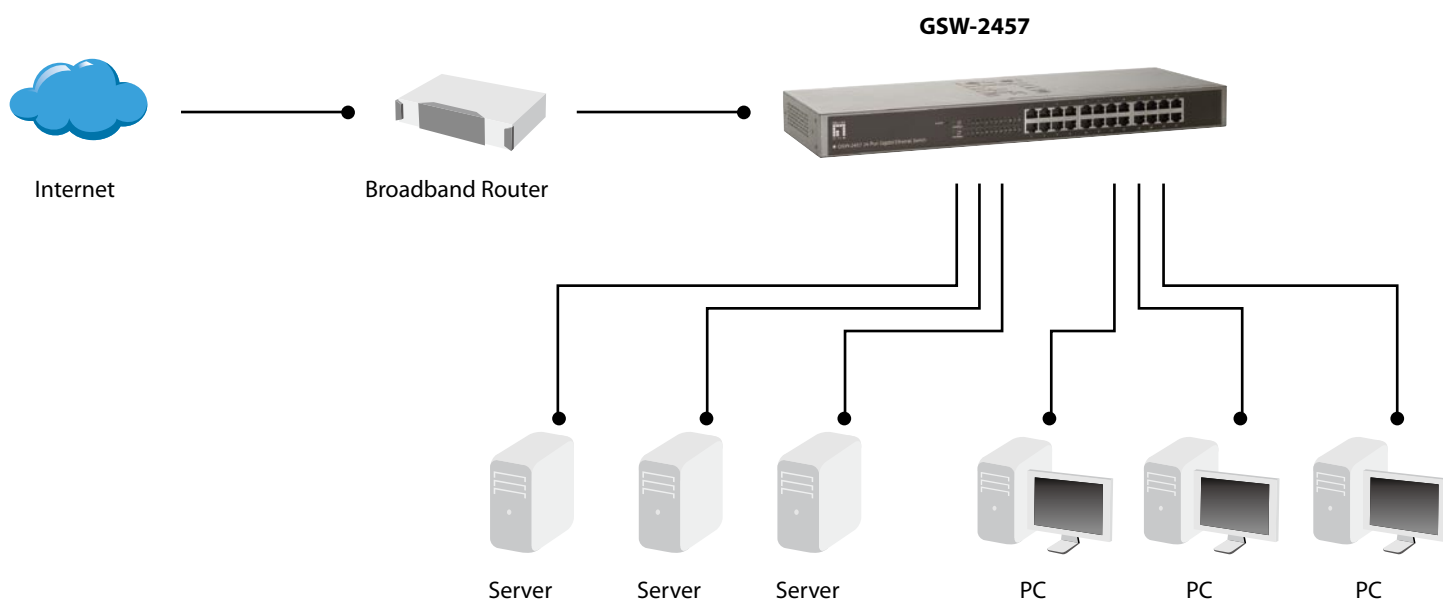 GSW-2457
Internet
Broadband Router
Server
Server
Server
PC
PC
PC